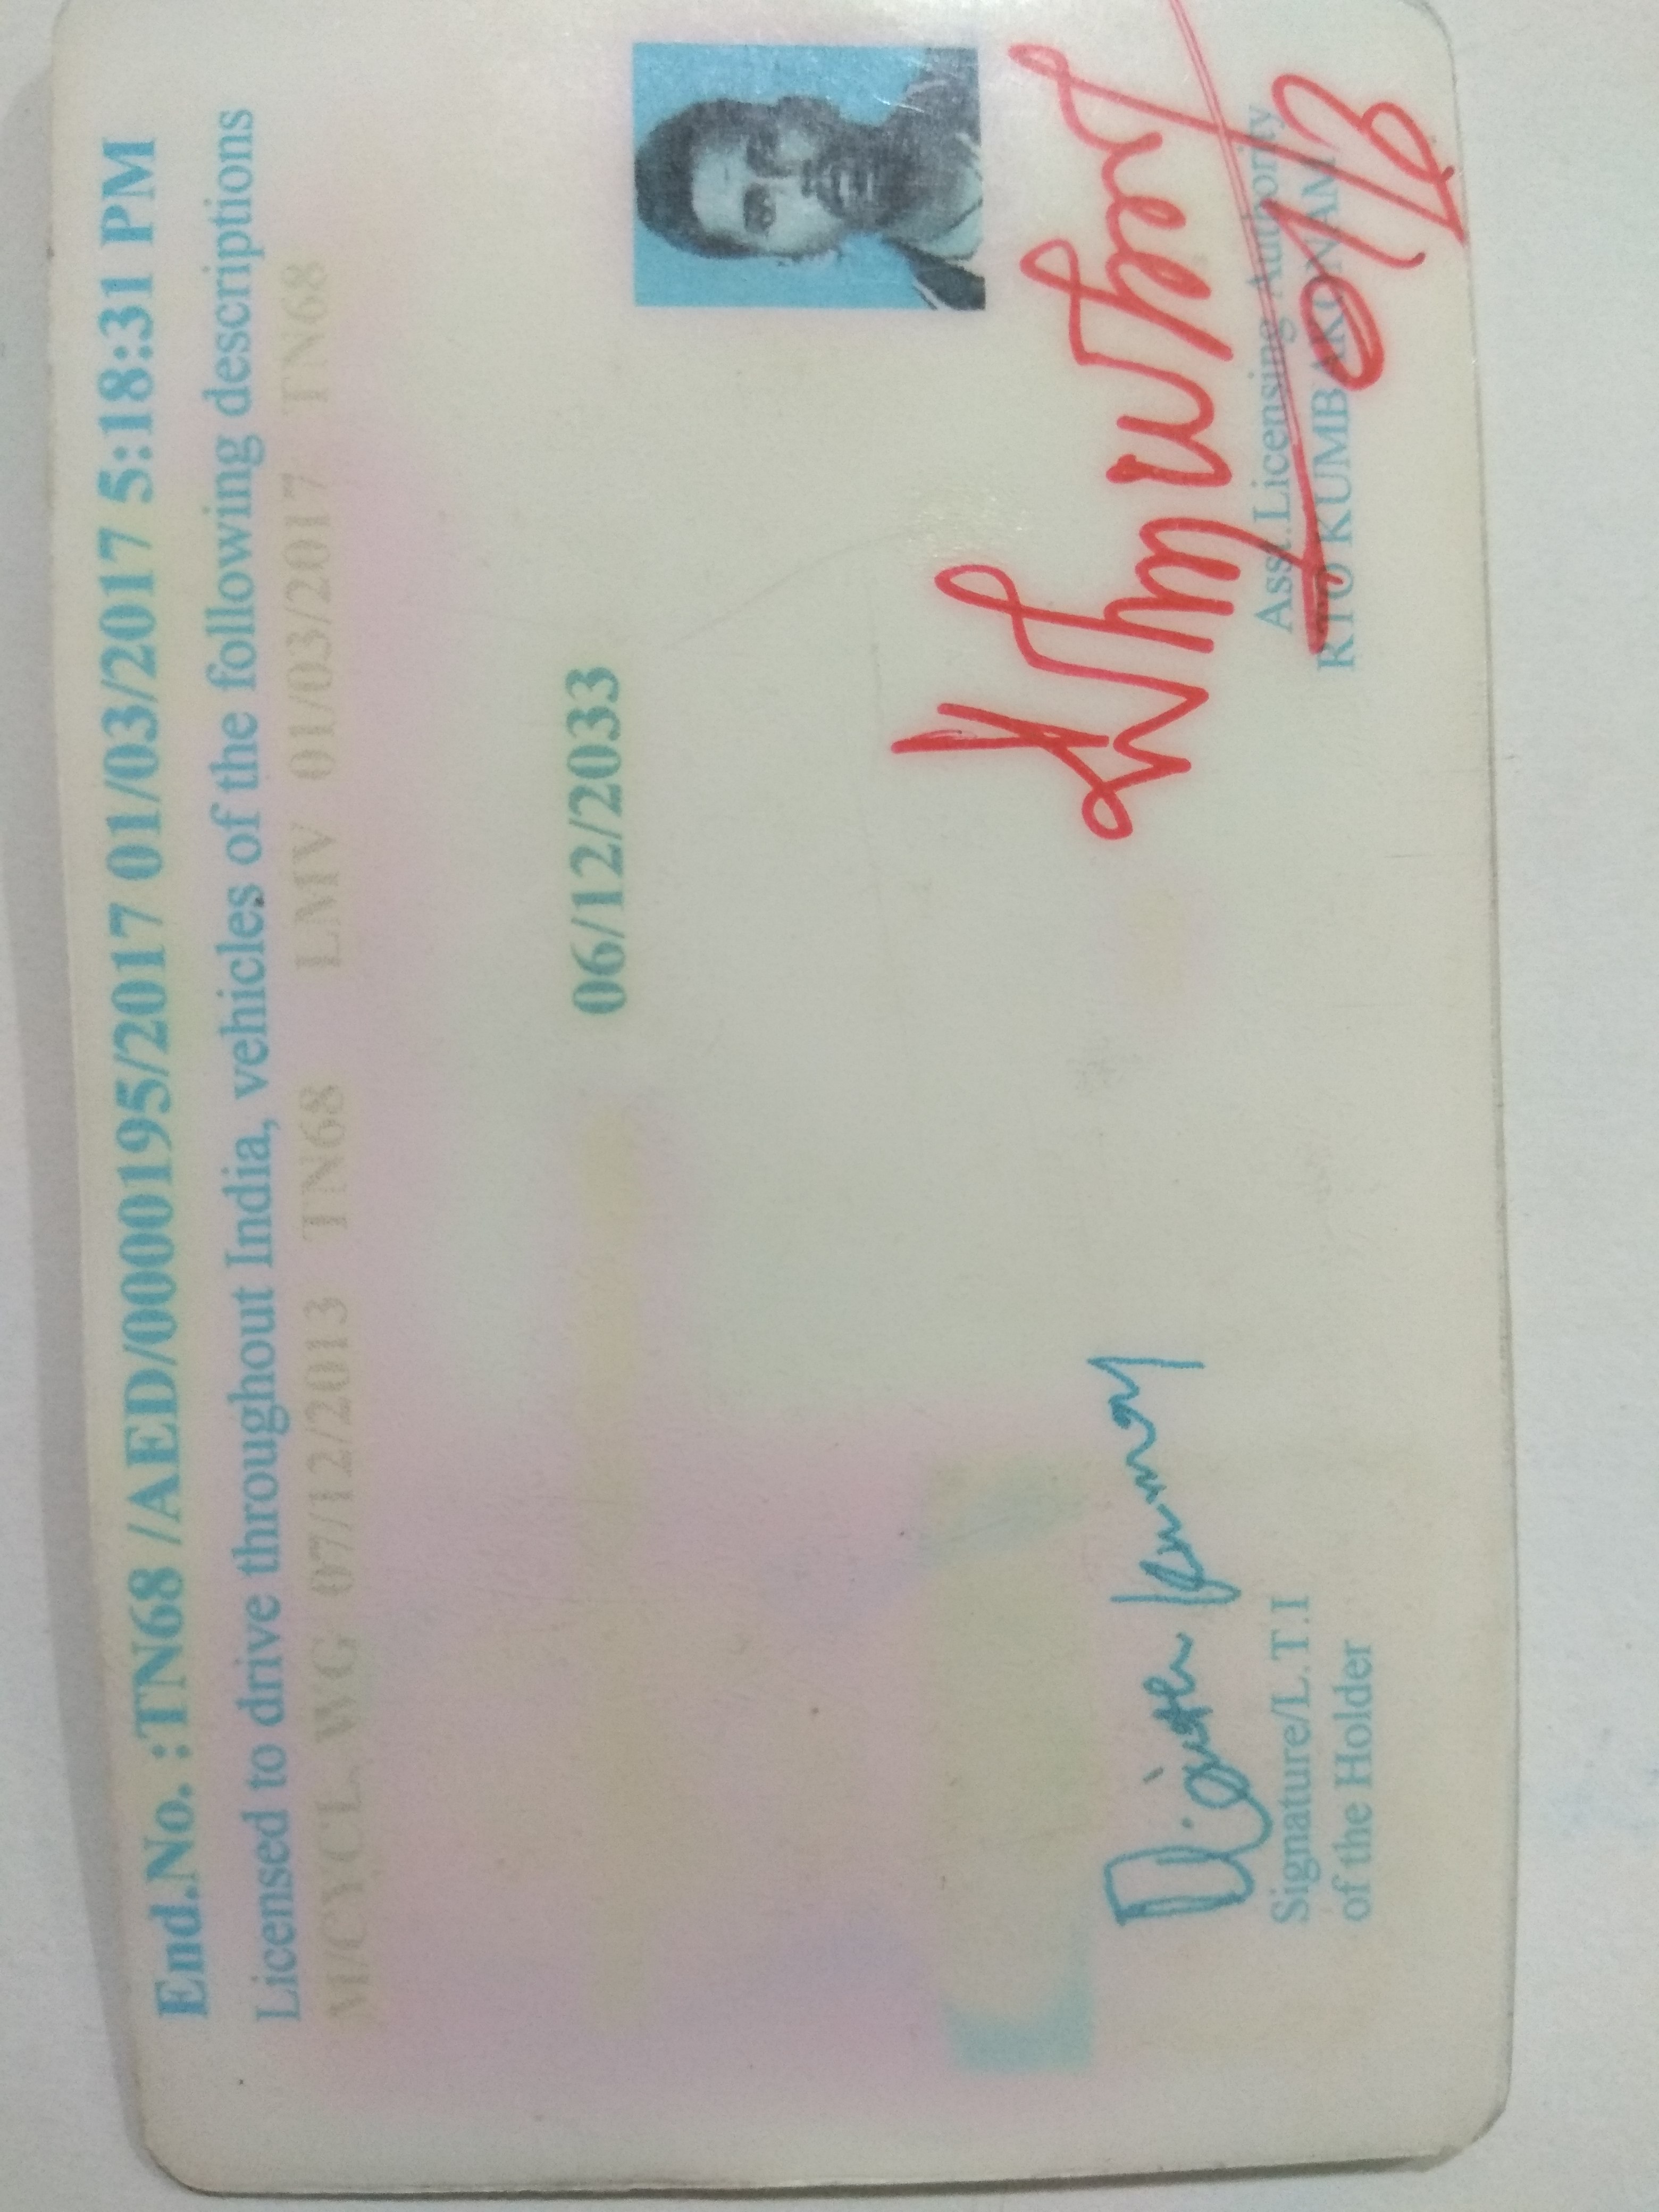 End.No. :TN68 /AED/0000195/2017 01/03/2017 5:18:31 PM
Licensed to drive throughout India, vehicles of the following descriptions
M/CYCL.WG 07/12/2013 TN68 LMV 01/03/2017 TN68
06/12/2033
Signature/L.T.I
of the Holder
Asst.Licensing Authority
RTO KUMBAKONAM